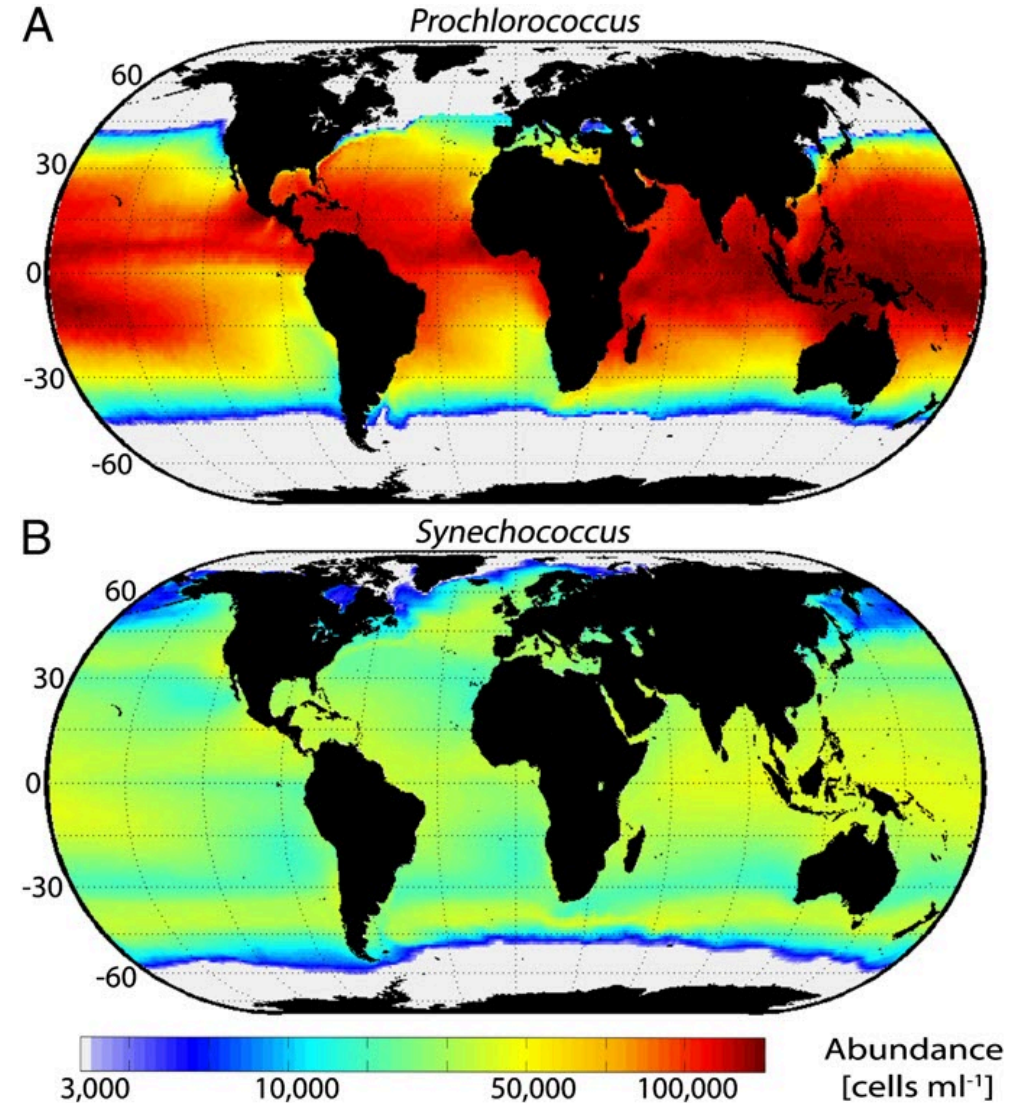 A
Prochlorococcus
60
30
0
-30
-60
B
Synechococcus
60
30
0
-30
-60
3,000 10,000 50,000 100,000
Abundance
[cells ml⁻¹]